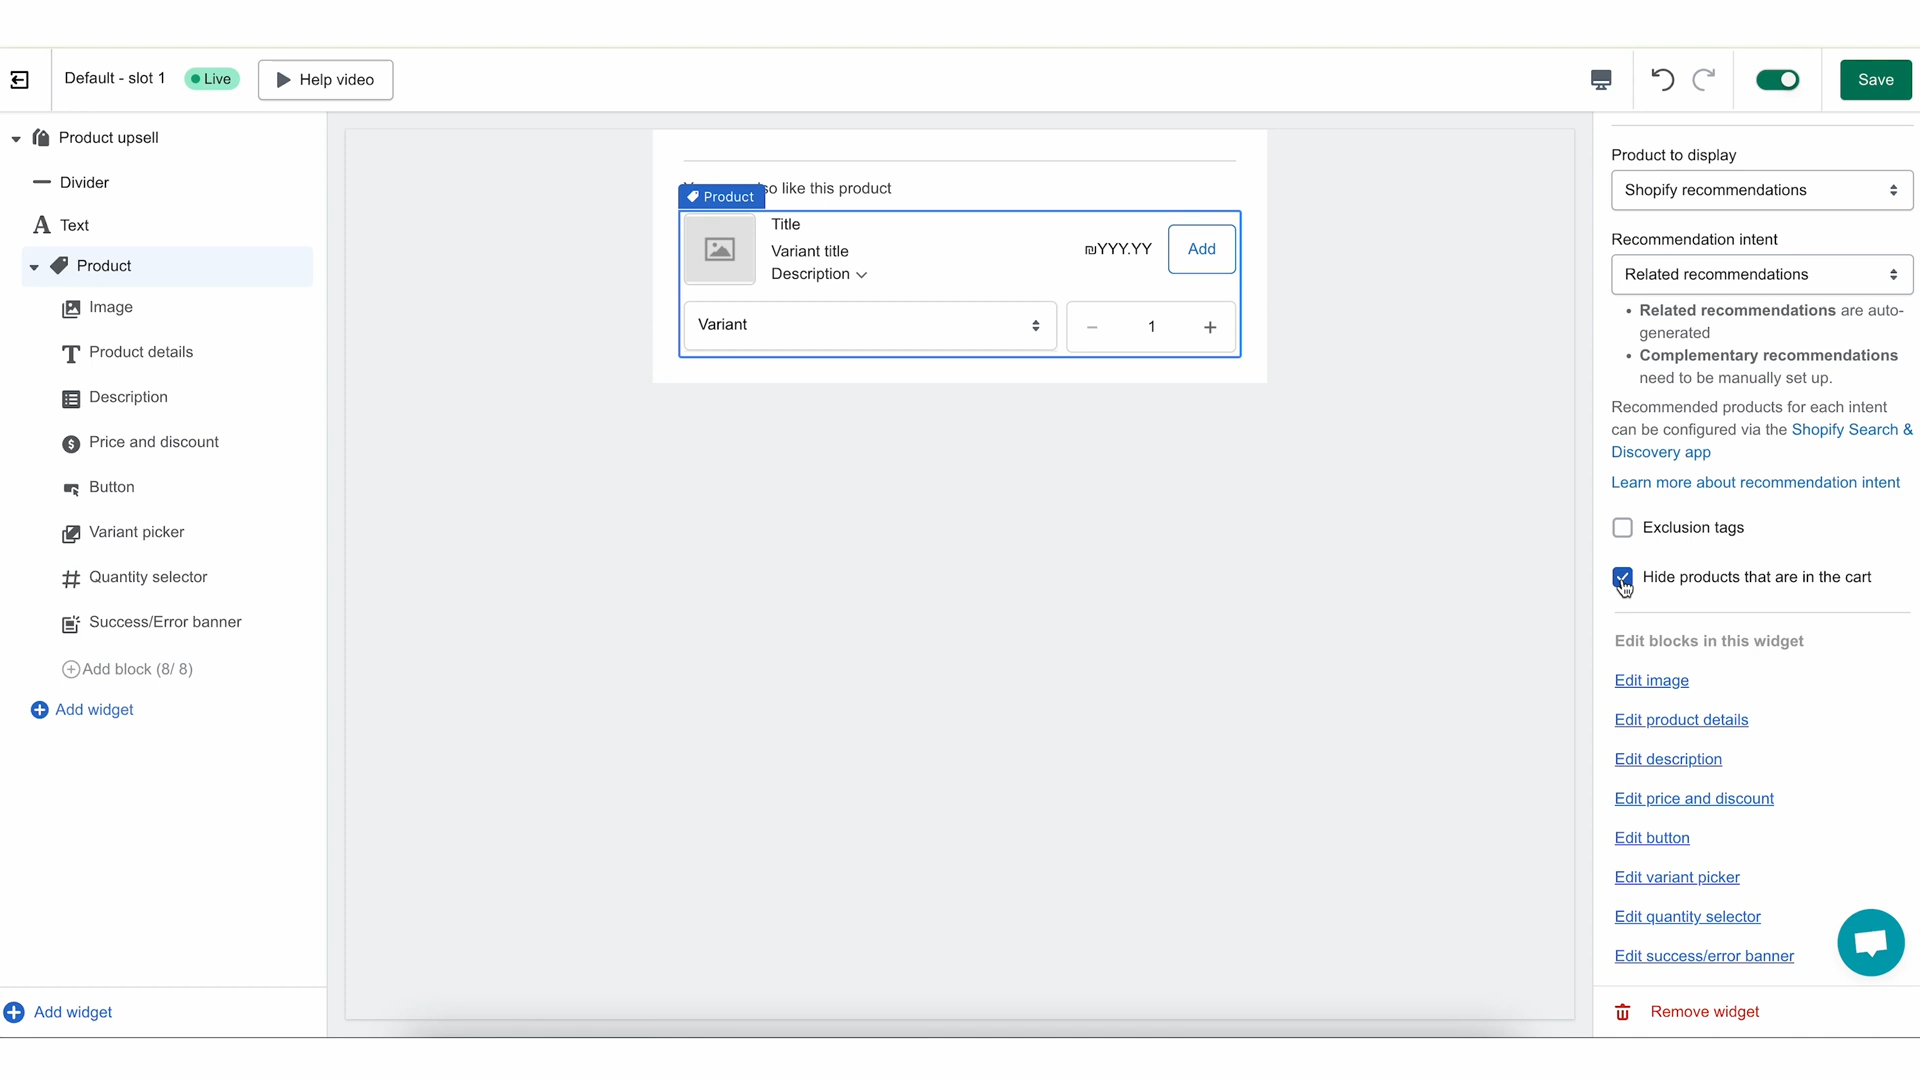 Default - slot 1
Live
Help video
Save
Product upsell
Divider
Text
Product
Image
Product details
Description
Price and discount
Button
Variant picker
Quantity selector
Success/Error banner
Add block (8/ 8)
Add widget
Add widget
so like this product
Product
Title
Variant title
Description
₪YYY.YY
Add
Variant
1
Product to display
Shopify recommendations
Recommendation intent
Related recommendations
• Related recommendations are auto-
generated
• Complementary recommendations
need to be manually set up.
Recommended products for each intent
can be configured via the Shopify Search &
Discovery app
Learn more about recommendation intent
Exclusion tags
Hide products that are in the cart
Edit blocks in this widget
Edit image
Edit product details
Edit description
Edit price and discount
Edit button
Edit variant picker
Edit quantity selector
Edit success/error banner
Remove widget